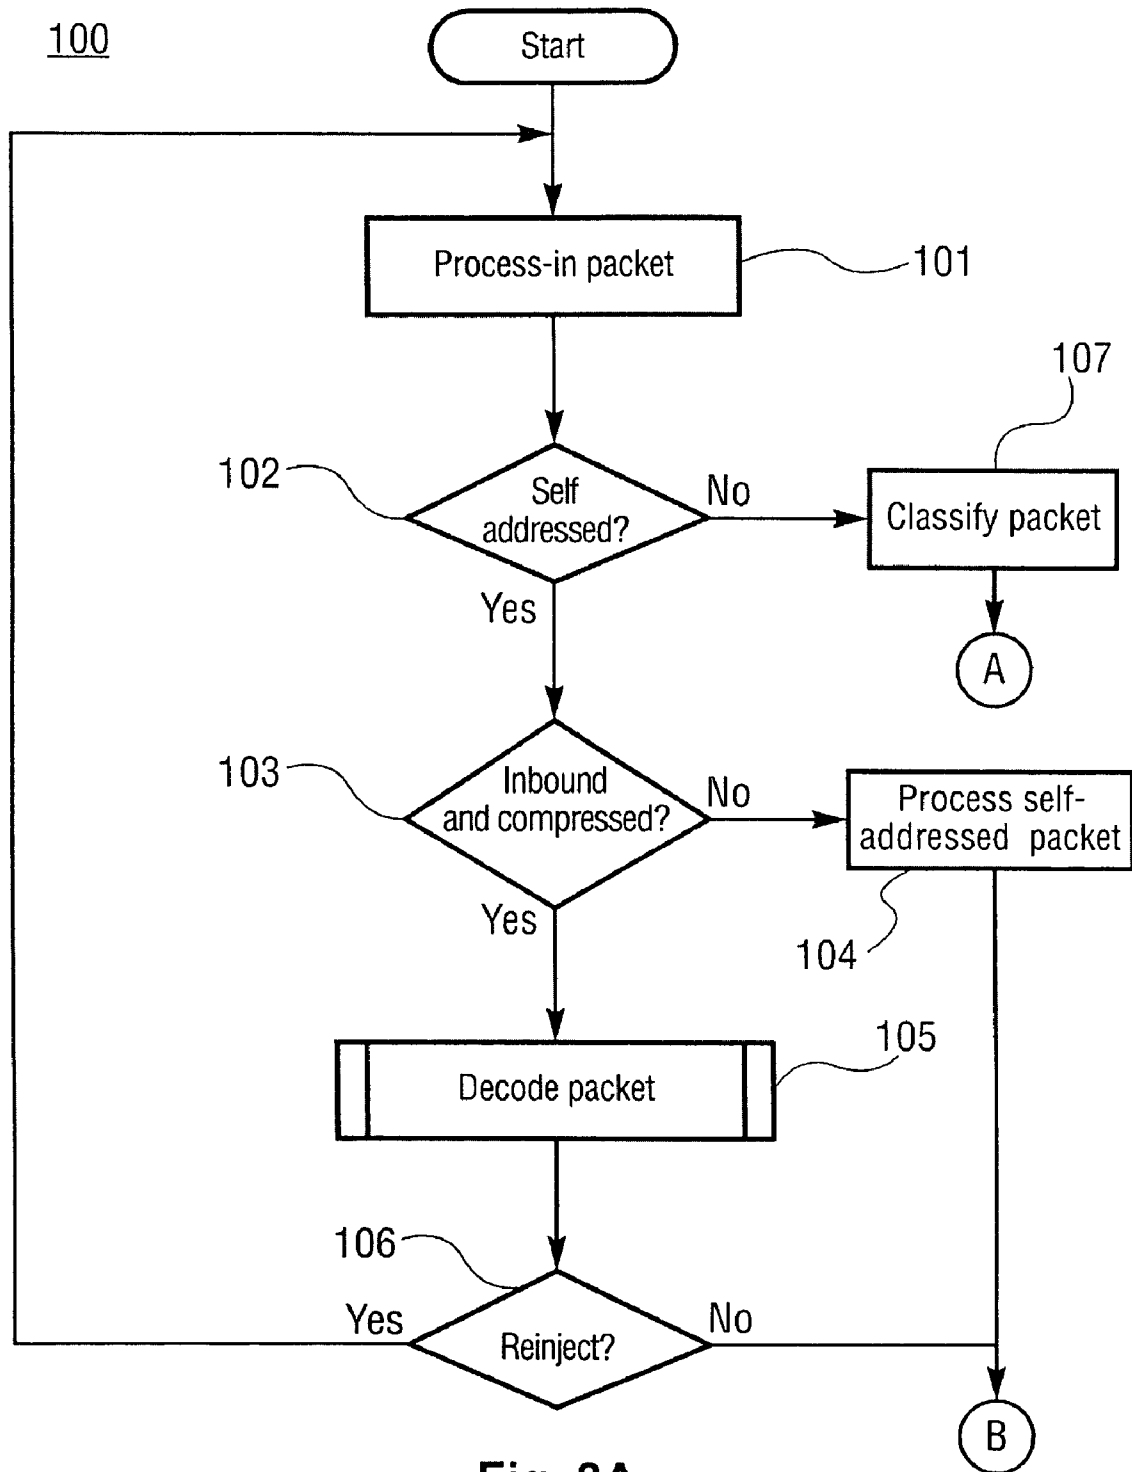 100
Start
Process-in packet
101
107
102
Self
addressed?
No
Classify packet
Yes
A
103
Inbound
and compressed?
No
Process self-
addressed packet
Yes
104
105
Decode packet
106
Yes
Reinject?
No
B